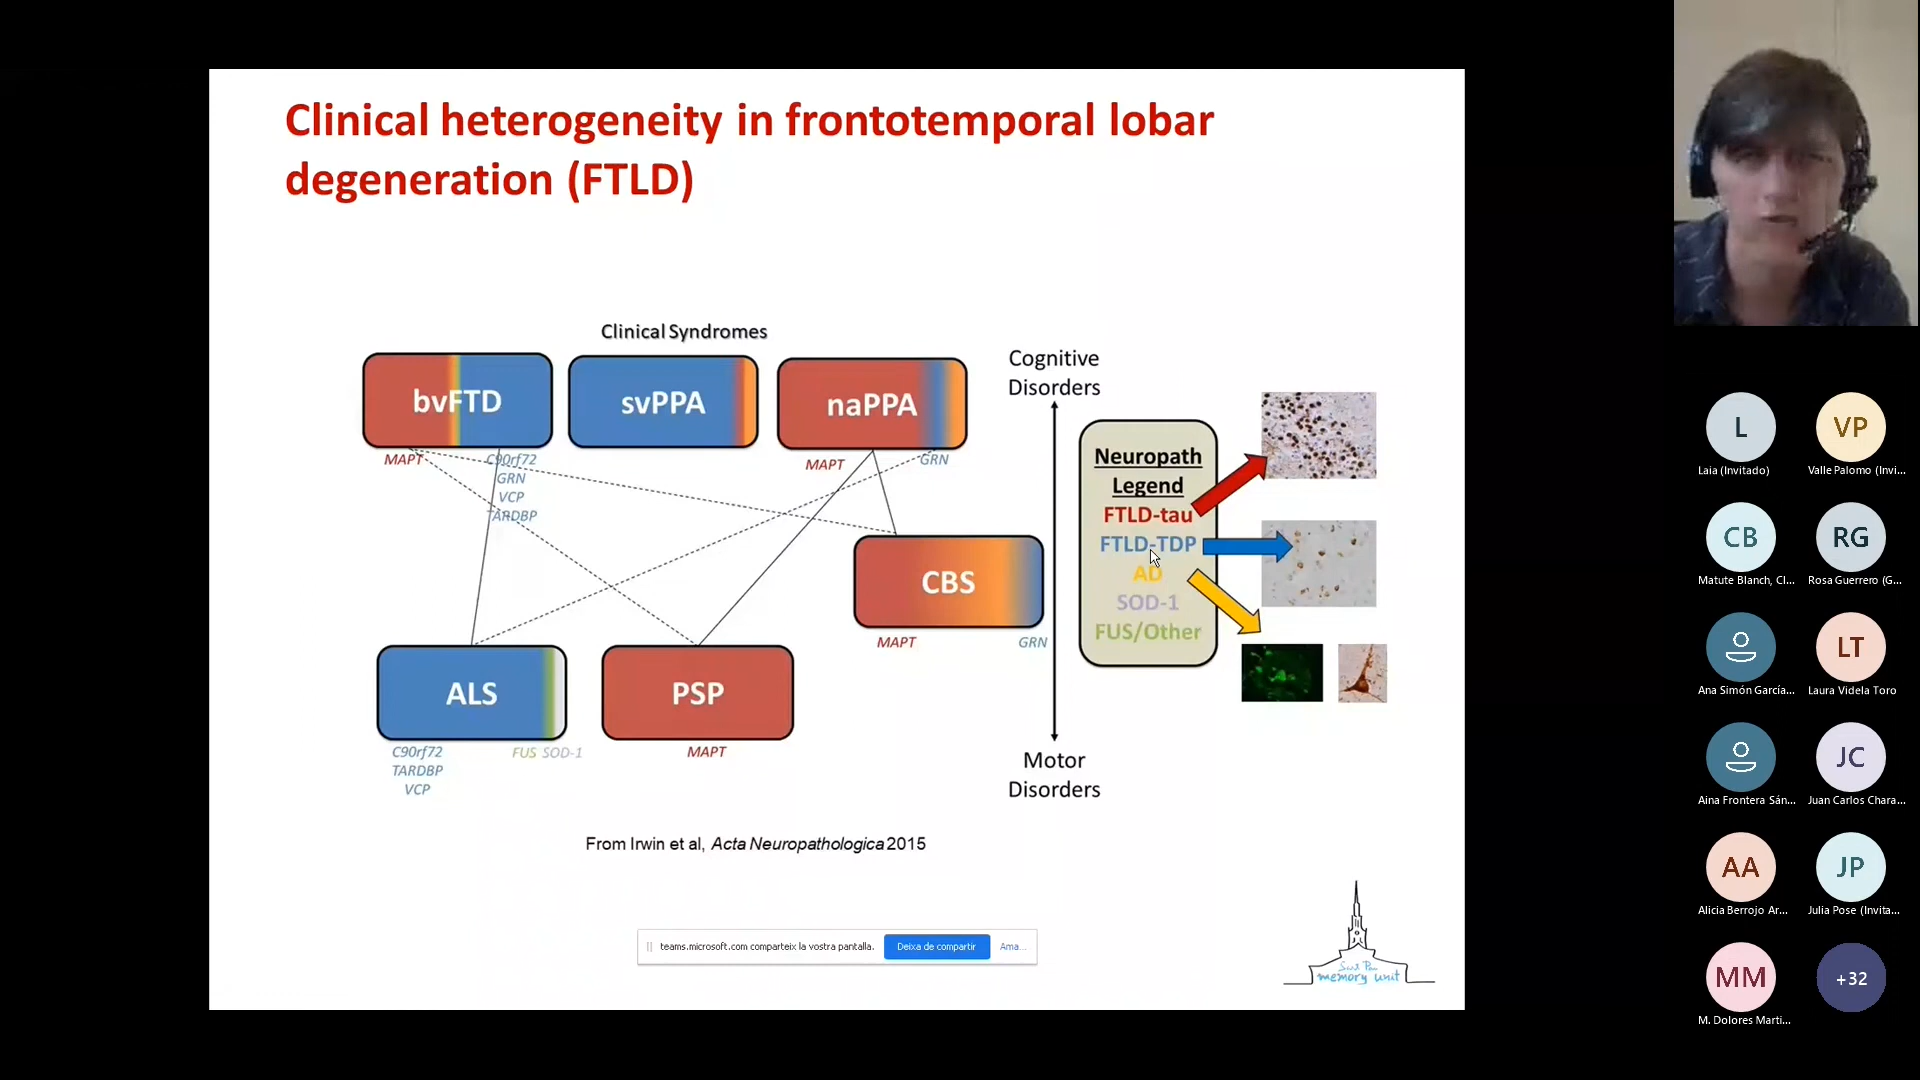 Clinical heterogeneity in frontotemporal lobar
degeneration (FTLD)
Clinical Syndromes
bvFTD
svPPA
naPPA
MAPT
C90rf72
GRN
VCP
TARDBP
MAPT
GRN
Cognitive
Disorders
Neuropath
Legend
FTLD-tau
FTLD-TDP
AD
SOD-1
FUS/Other
CBS
MAPT
GRN
ALS
PSP
C90rf72
TARDBP
VCP
FUS SOD-1
MAPT
Motor
Disorders
From Irwin et al, Acta Neuropathologica 2015
teams.microsoft.com comparteix la vostra pantalla.
Deixa de compartir
Ama...
memory unit
L
Laia (Invitado)
VP
Valle Palomo (Invi...
CB
Matute Blanch, Cl...
RG
Rosa Guerrero (G...
Ana Simón García...
LT
Laura Videla Toro
Aina Frontera Sán...
JC
Juan Carlos Chara...
AA
Alicia Berrojo Ar...
JP
Julia Pose (Invita...
MM
M. Dolores Marti...
+32